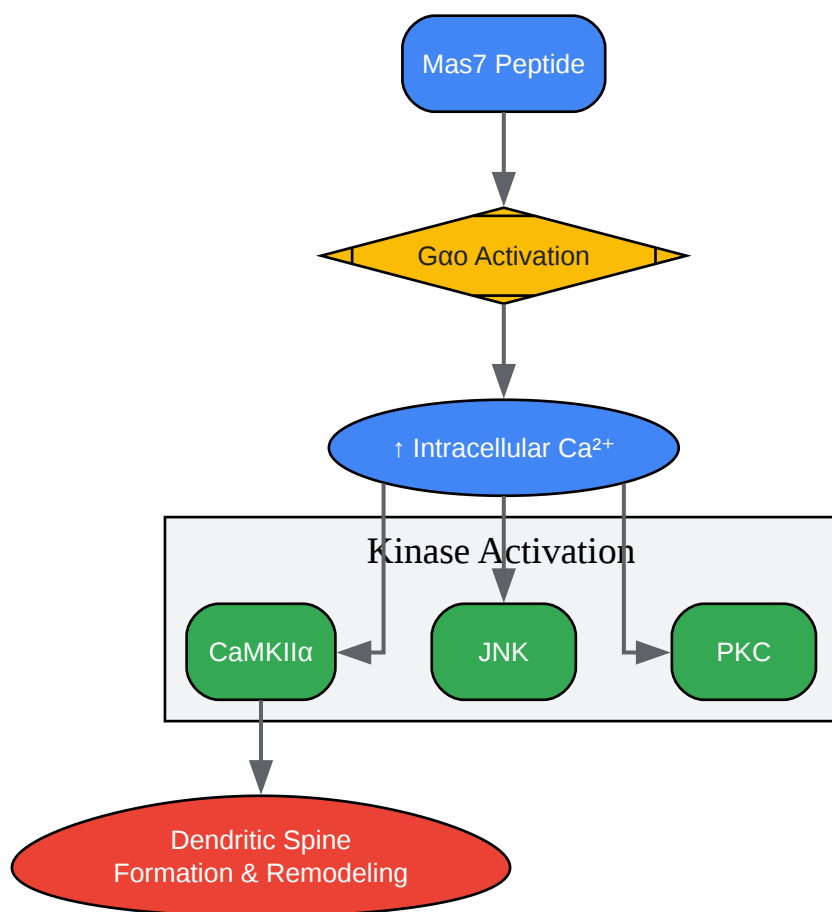 Mas7 Peptide
Gαo Activation
↑ Intracellular Ca²⁺
Kinase Activation
CaMKIIα
JNK
PKC
Dendritic Spine
Formation & Remodeling